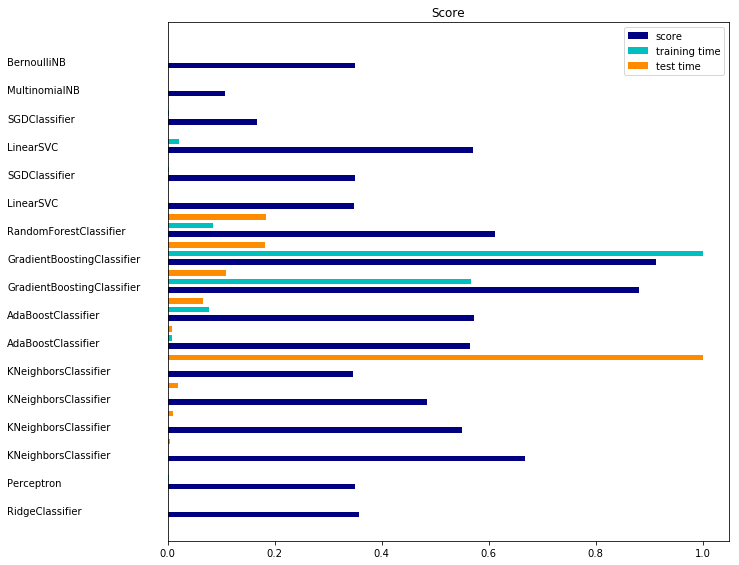 Score
score
training time
test time
BernoulliNB
MultinomialNB
SGDClassifier
LinearSVC
SGDClassifier
LinearSVC
RandomForestClassifier
GradientBoostingClassifier
GradientBoostingClassifier
AdaBoostClassifier
AdaBoostClassifier
KNeighborsClassifier
KNeighborsClassifier
KNeighborsClassifier
KNeighborsClassifier
Perceptron
RidgeClassifier
0.0 0.2 0.4 0.6 0.8 1.0